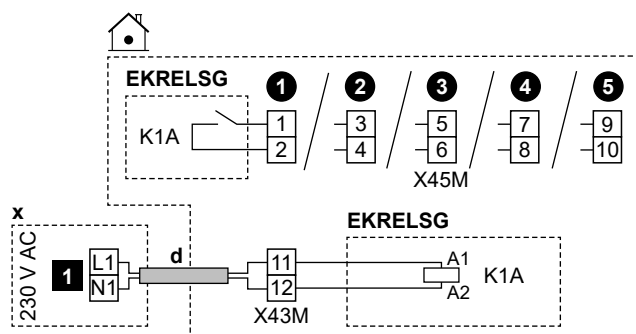 EKRELSG
1 2 3 4 5
K1A
1 3 5 7 9
2 4 6 8 10
X45M
x
EKRELSG
230 V AC
1
L1
N1
d
11
12
X43M
A1
A2
K1A